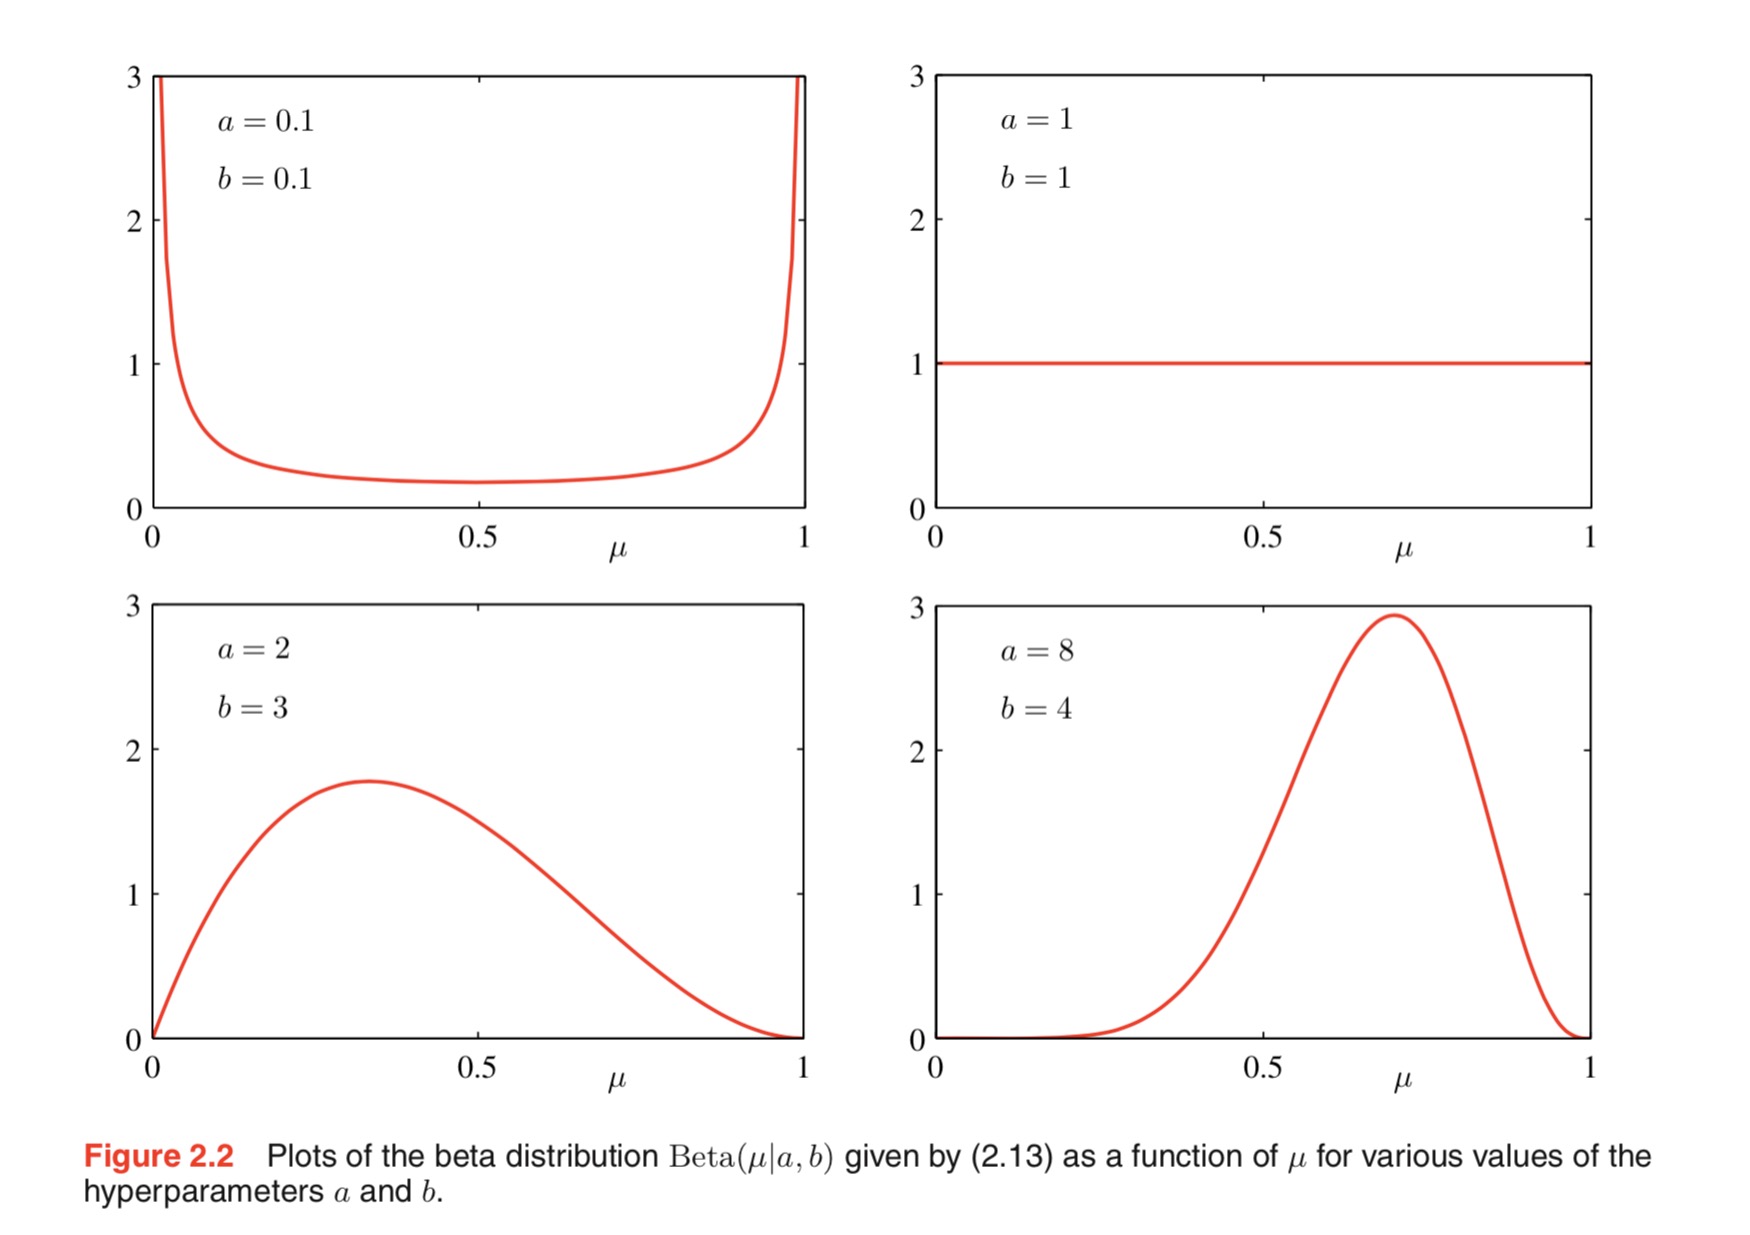 3
2
1
0
a = 0.1
b = 0.1
0 0.5 μ 1
3
2
1
0
a = 1
b = 1
0 0.5 μ 1
3
2
1
0
a = 2
b = 3
0 0.5 μ 1
3
2
1
0
a = 8
b = 4
0 0.5 μ 1
Figure 2.2 Plots of the beta distribution Beta(μ|a, b) given by (2.13) as a function of μ for various values of the
hyperparameters a and b.